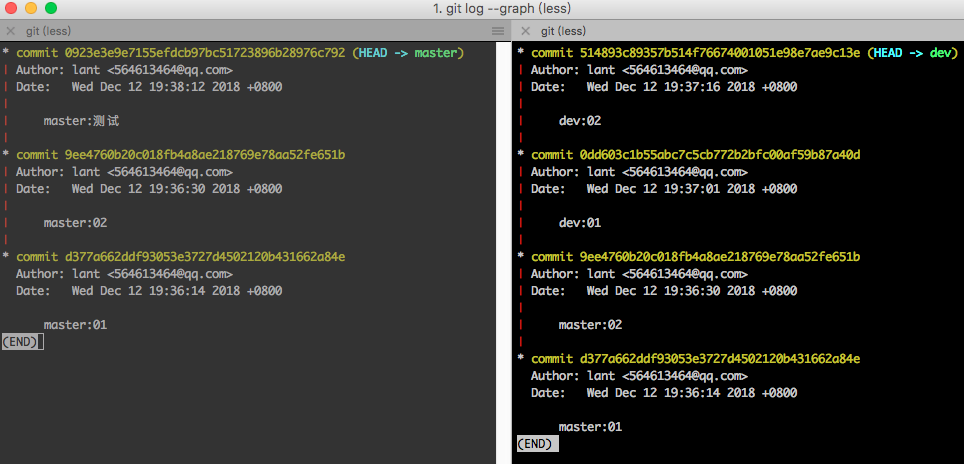 1. git log --graph (less)
git (less)
* commit 0923e3e9e7155efdcb97bc51723896b28976c792 (HEAD -> master)
| Author: lant <564613464@qq.com>
| Date:   Wed Dec 12 19:38:12 2018 +0800
|
|     master:测试
|
* commit 9ee4760b20c018fb4a8ae218769e78aa52fe651b
| Author: lant <564613464@qq.com>
| Date:   Wed Dec 12 19:36:30 2018 +0800
|
|     master:02
|
* commit d377a662ddf93053e3727d4502120b431662a84e
  Author: lant <564613464@qq.com>
  Date:   Wed Dec 12 19:36:14 2018 +0800

      master:01
(END)
git (less)
* commit 514893c89357b514f76674001051e98e7ae9c13e (HEAD -> dev)
| Author: lant <564613464@qq.com>
| Date:   Wed Dec 12 19:37:16 2018 +0800
|
|     dev:02
|
* commit 0dd603c1b55abc7c5cb772b2bfc00af59b87a40d
| Author: lant <564613464@qq.com>
| Date:   Wed Dec 12 19:37:01 2018 +0800
|
|     dev:01
|
* commit 9ee4760b20c018fb4a8ae218769e78aa52fe651b
| Author: lant <564613464@qq.com>
| Date:   Wed Dec 12 19:36:30 2018 +0800
|
|     master:02
|
* commit d377a662ddf93053e3727d4502120b431662a84e
  Author: lant <564613464@qq.com>
  Date:   Wed Dec 12 19:36:14 2018 +0800

      master:01
(END)